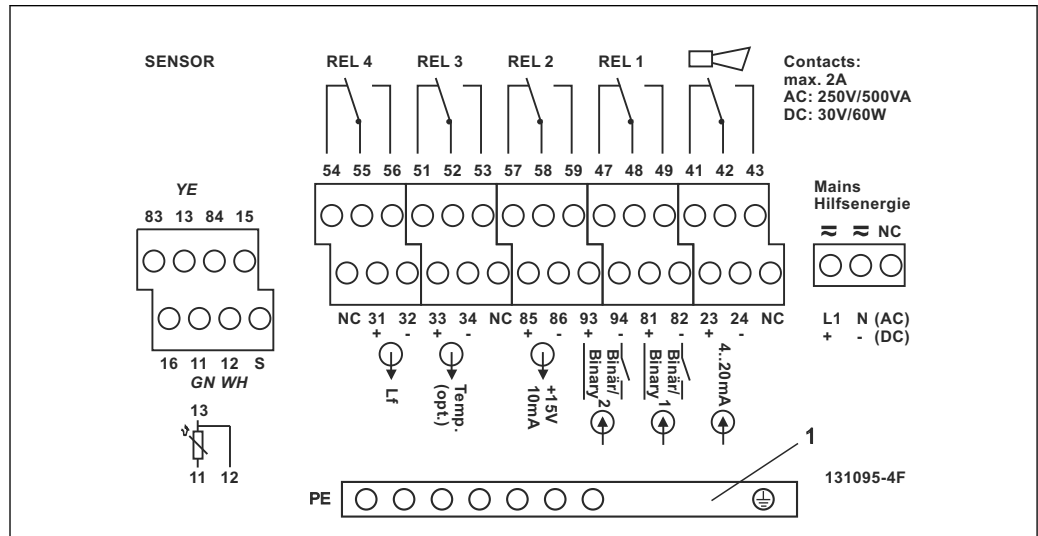 SENSOR
REL 4 REL 3 REL 2 REL 1
Contacts:
max. 2A
AC: 250V/500VA
DC: 30V/60W
54 55 56 51 52 53 57 58 59 47 48 49 41 42 43
YE
83 13 84 15
Mains
Hilfsenergie
NC
16 11 12 S
GN WH
NC 31 32 33 34 NC 85 86 93 94 81 82 23 24 NC
+ - + - + - + - + - + -
Lf
Temp.
(opt.)
+15V
10mA
Binär/
Binary 2
Binär/
Binary 1
4..20mA
L1 N (AC)
+ - (DC)
13
11 12
1
131095-4F
PE